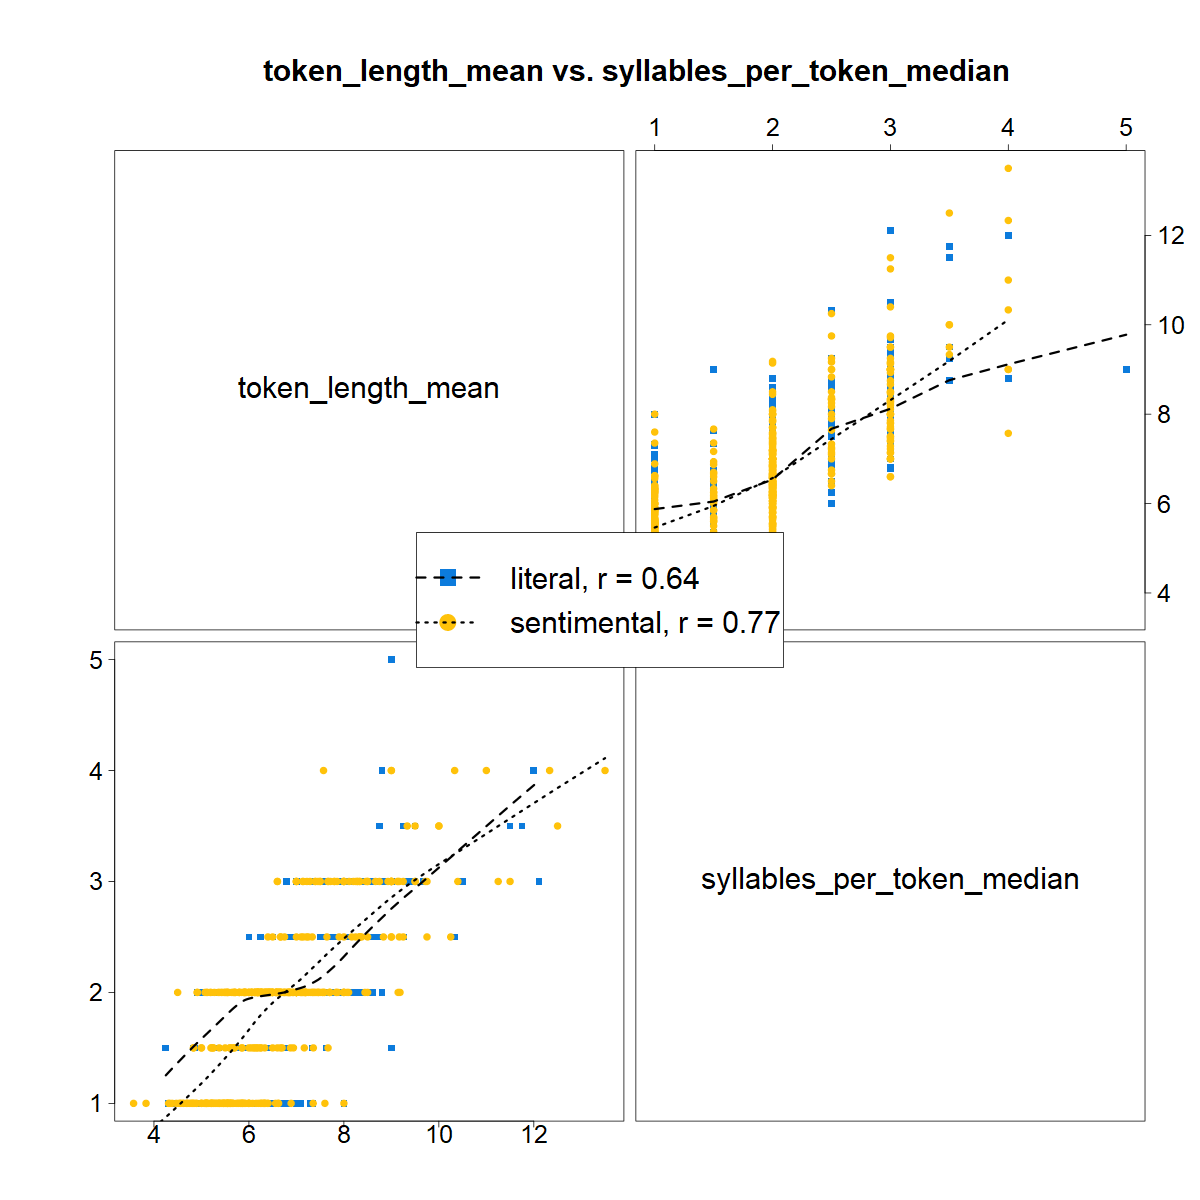 token_length_mean vs. syllables_per_token_median
1 2 3 4 5
token_length_mean
12
10
8
6
4
literal, r = 0.64
sentimental, r = 0.77
5
4
3
2
1
syllables_per_token_median
4 6 8 10 12